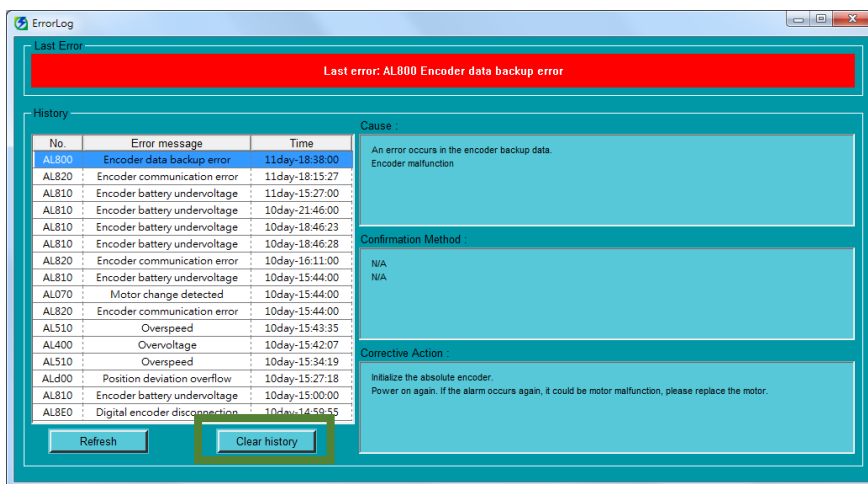 ErrorLog
Last Error
Last error: AL800 Encoder data backup error
History
No. Error message Time
AL800 Encoder data backup error 11day-18:38:00
AL820 Encoder communication error 11day-18:15:27
AL810 Encoder battery undervoltage 11day-15:27:00
AL810 Encoder battery undervoltage 10day-21:46:00
AL810 Encoder battery undervoltage 10day-18:46:23
AL810 Encoder battery undervoltage 10day-18:46:28
AL820 Encoder communication error 10day-16:11:00
AL810 Encoder battery undervoltage 10day-15:44:00
AL070 Motor change detected 10day-15:44:00
AL820 Encoder communication error 10day-15:44:00
AL510 Overspeed 10day-15:43:35
AL400 Overvoltage 10day-15:42:07
AL510 Overspeed 10day-15:34:19
ALd00 Position deviation overflow 10day-15:27:18
AL810 Encoder battery undervoltage 10day-15:00:00
AL8E0 Digital encoder disconnection 10day-14:59:55
Refresh
Clear history
Cause :
An error occurs in the encoder backup data.
Encoder malfunction
Confirmation Method :
N/A
N/A
Corrective Action :
Initialize the absolute encoder.
Power on again. If the alarm occurs again, it could be motor malfunction, please replace the motor.